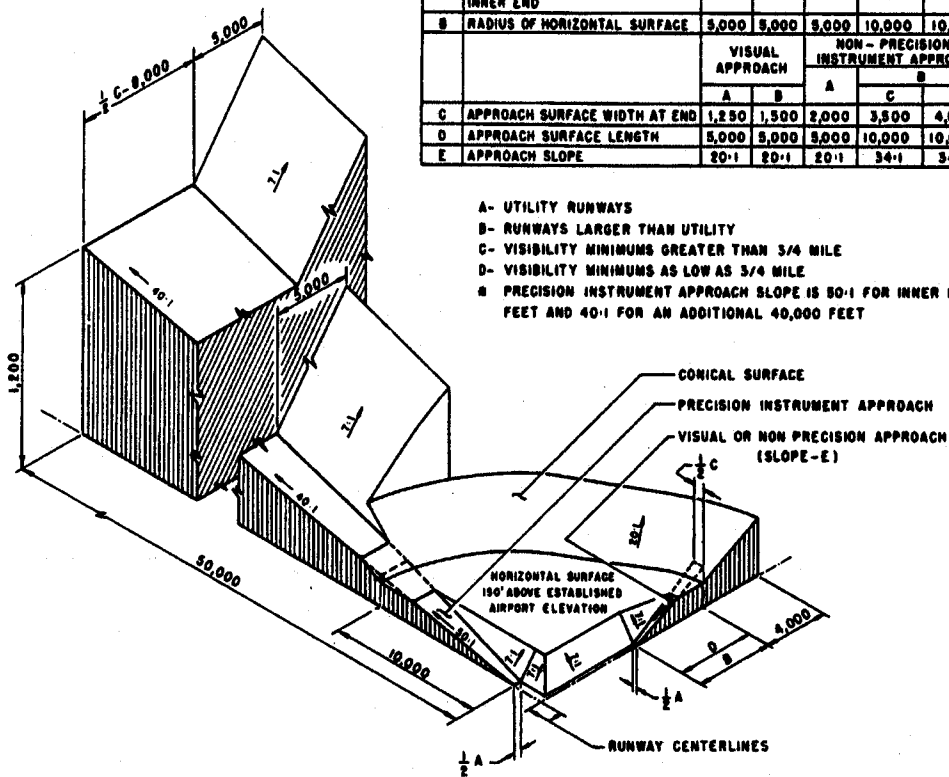 INNER END
B RADIUS OF HORIZONTAL SURFACE 5,000 5,000 5,000 10,000 10,
VISUAL APPROACH
NON-PRECISION INSTRUMENT APPRO
A B A B
C
C APPROACH SURFACE WIDTH AT END 1,250 1,500 2,000 3,500 4,
D APPROACH SURFACE LENGTH 5,000 5,000 5,000 10,000 10,
E APPROACH SLOPE 20:1 20:1 20:1 34:1 3
A- UTILITY RUNWAYS
B- RUNWAYS LARGER THAN UTILITY
C- VISIBILITY MINIMUMS GREATER THAN 3/4 MILE
D- VISIBILITY MINIMUMS AS LOW AS 3/4 MILE
PRECISION INSTRUMENT APPROACH SLOPE IS 50:1 FOR INNER
FEET AND 40:1 FOR AN ADDITIONAL 40,000 FEET
5,000
1/2 C-8,000
7:1
40:1
5,000
1,200
7:1
CONICAL SURFACE
PRECISION INSTRUMENT APPROACH
VISUAL OR NON PRECISION APPROACH
(SLOPE-E)
1/2 C
40:1
20:1
50,000
HORIZONTAL SURFACE
150' ABOVE ESTABLISHED
AIRPORT ELEVATION
50:1
7:1
7:1
7:1
7:1
4,000
D
B
10,000
1/2 A
1/2 A
RUNWAY CENTERLINES